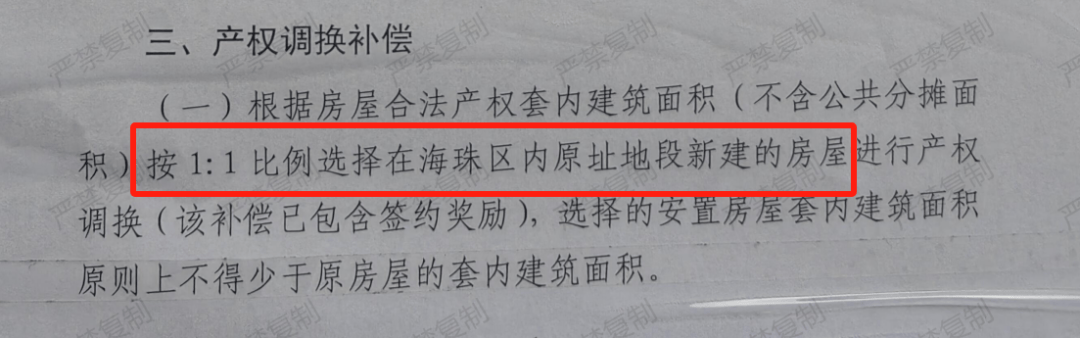 三、产权调换补偿
（一）根据房屋合法产权套内建筑面积（不含公共分摊面
积）按1:1比例选择在海珠区内原址地段新建的房屋进行产权
调换（该补偿已包含签约奖励），选择的安置房屋套内建筑面积
原则上不得少于原房屋的套内建筑面积。
严禁复制